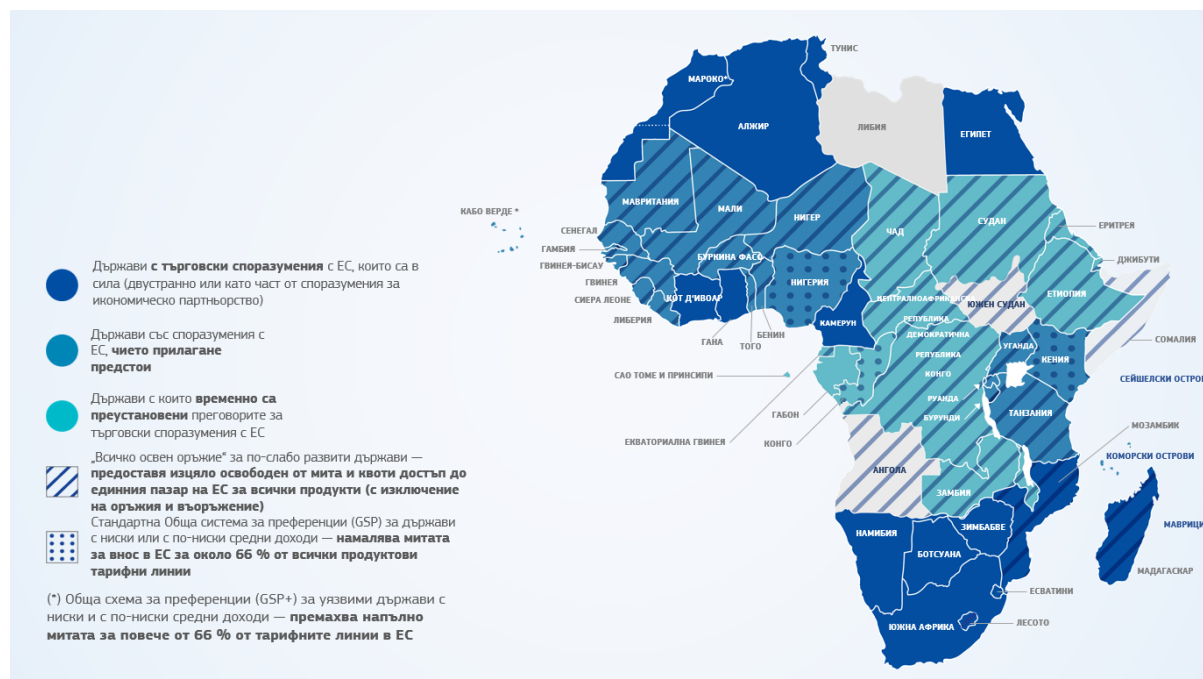 Държави с търговски споразумения с ЕС, които са в
сила (двустранно или като част от споразумения за
икономическо партньорство)
Държави със споразумения с
ЕС, чието прилагане
предстои
Държави с които временно са
преустановени преговорите за
търговски споразумения с ЕС
„Всичко освен оръжие“ за по-слабо развити държави —
предоставя изцяло освободен от мита и квоти достъп до
единния пазар на ЕС за всички продукти (с изключение
на оръжия и въоръжение)
Стандартна Обща система за преференции (GSP) за държави
с ниски или с по-ниски средни доходи — намалява митата
за внос в ЕС за около 66 % от всички продуктови
тарифни линии
(*) Обща схема за преференции (GSP+) за уязвими държави с
ниски и с по-ниски средни доходи — премахва напълно
митата за повече от 66 % от тарифните линии в ЕС
ТУНИС
МАРОКО*
АЛЖИР
ЛИБИЯ
ЕГИПЕТ
КАБО ВЕРДЕ *
МАВРИТАНИЯ
МАЛИ
НИГЕР
ЧАД
СУДАН
ЕРИТРЕЯ
СЕНЕГАЛ
ГАМБИЯ
ГВИНЕЯ-БИСАУ
ГВИНЕЯ
СИЕРА ЛЕОНЕ
ЛИБЕРИЯ
БУРКИНА ФАСО
КОТ Д'ИВОАР
ГАНА
ТОГО
БЕНИН
НИГЕРИЯ
КАМЕРУН
ЦЕНТРАЛНОАФРИКАНСКА
РЕПУБЛИКА
ЮЖЕН СУДАН
ЕТИОПИЯ
ДЖИБУТИ
СОМАЛИЯ
ДЕМОКРАТИЧНА
РЕПУБЛИКА
КОНГО
УГАНДА
КЕНИЯ
РУАНДА
БУРУНДИ
ТАНЗАНИЯ
САО ТОМЕ И ПРИНСИПИ
ГАБОН
ЕКВАТОРИАЛНА ГВИНЕЯ
КОНГО
СЕЙШЕЛСКИ ОСТРОВ
МОЗАМБИК
КОМОРСКИ ОСТРОВИ
АНГОЛА
ЗАМБИЯ
НАМИБИЯ
ЗИМБАБВЕ
БОТСУАНА
МАВРИЦИ
МАДАГАСКАР
ЕСВАТИНИ
ЛЕСОТО
ЮЖНА АФРИКА